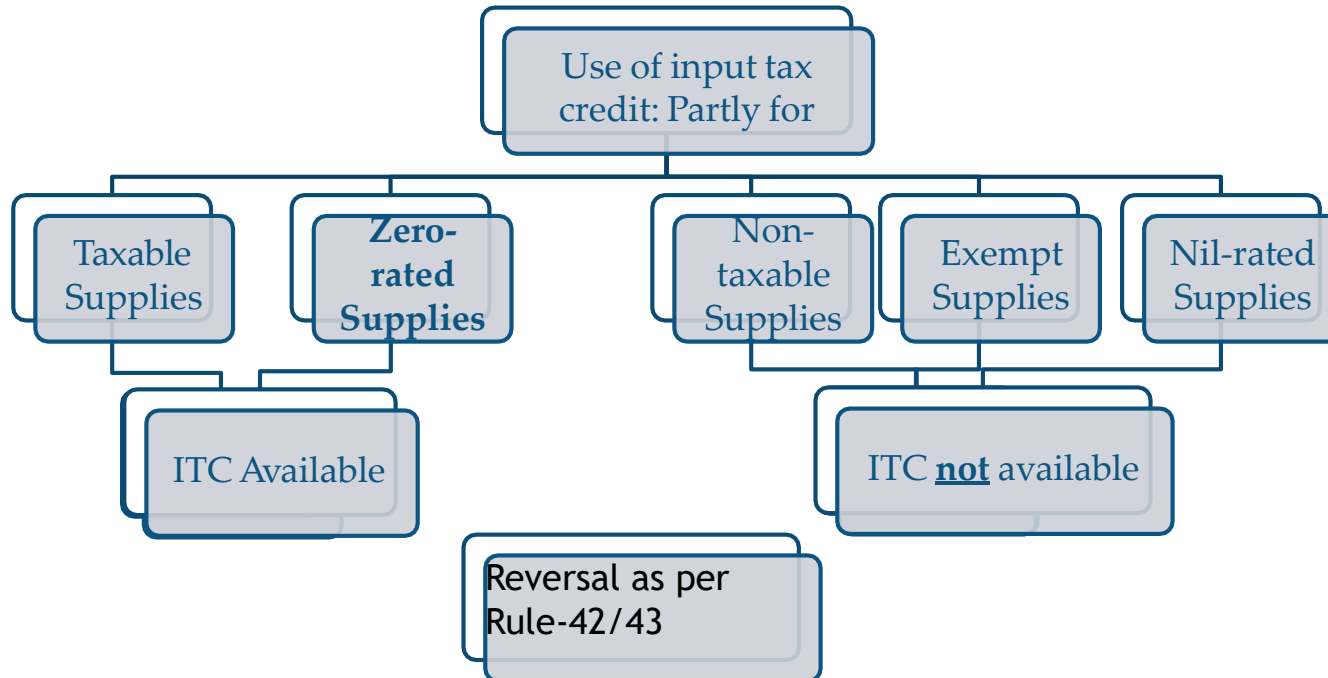 Use of input tax
credit: Partly for
Taxable
Supplies
Zero-
rated
Supplies
Non-
taxable
Supplies
Exempt
Supplies
Nil-rated
Supplies
ITC Available
ITC not available
Reversal as per
Rule-42/43